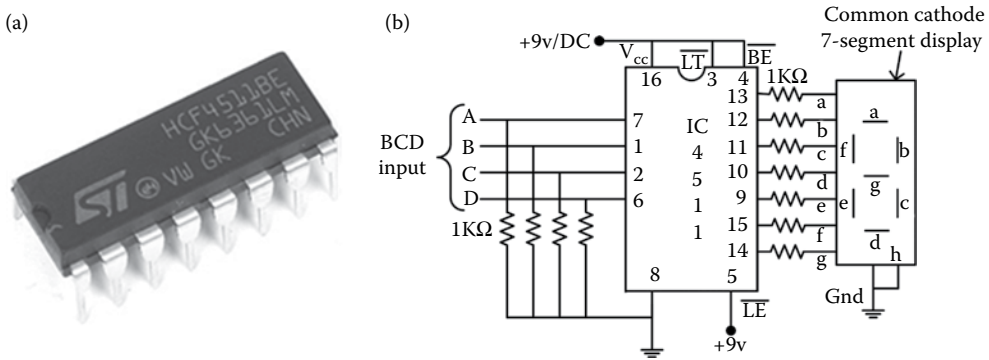 (a)
HCF4511BE
GK6361LM
VW GK CHN
ST
(b)
Common cathode
7-segment display
+9v/DC
Vcc
LT
BE
16
3
4
1KΩ
13
a
12
b
11
c
10
d
9
e
15
f
14
g
A
7
B
1
C
2
D
6
BCD
input
IC
4
5
1
1
1KΩ
8
5
LE
+9v
a
f
b
g
e
c
d
h
Gnd